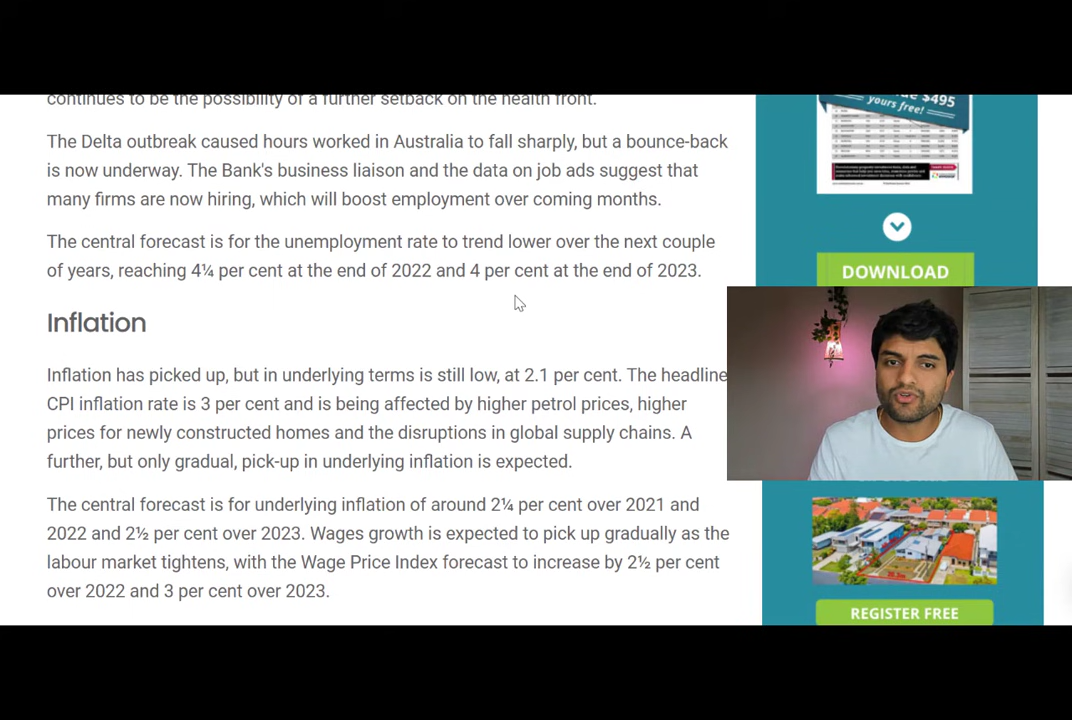 continues to be the possibility of a further setback on the health front.
The Delta outbreak caused hours worked in Australia to fall sharply, but a bounce-back
is now underway. The Bank's business liaison and the data on job ads suggest that
many firms are now hiring, which will boost employment over coming months.
The central forecast is for the unemployment rate to trend lower over the next couple
of years, reaching 4¼ per cent at the end of 2022 and 4 per cent at the end of 2023.
Inflation
Inflation has picked up, but in underlying terms is still low, at 2.1 per cent. The headline
CPI inflation rate is 3 per cent and is being affected by higher petrol prices, higher
prices for newly constructed homes and the disruptions in global supply chains. A
further, but only gradual, pick-up in underlying inflation is expected.
The central forecast is for underlying inflation of around 2¼ per cent over 2021 and
2022 and 2½ per cent over 2023. Wages growth is expected to pick up gradually as the
labour market tightens, with the Wage Price Index forecast to increase by 2½ per cent
over 2022 and 3 per cent over 2023.
$495
yours free!
DOWNLOAD
REGISTER FREE